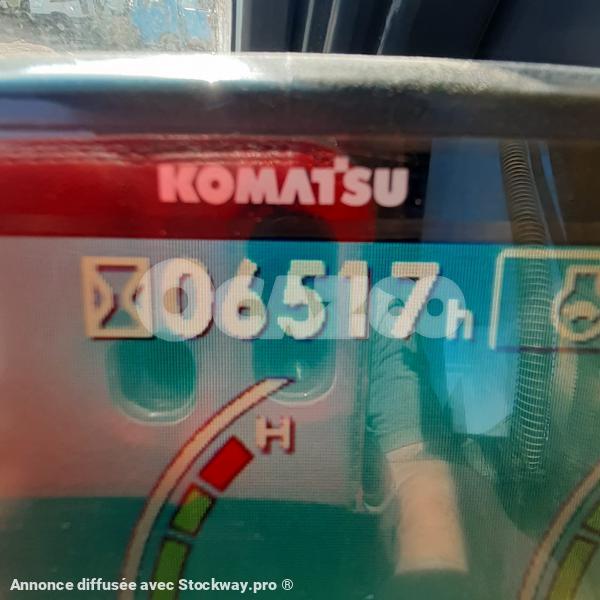 KOMATSU
06517h
H
Annonce diffusée avec Stockway.pro ®